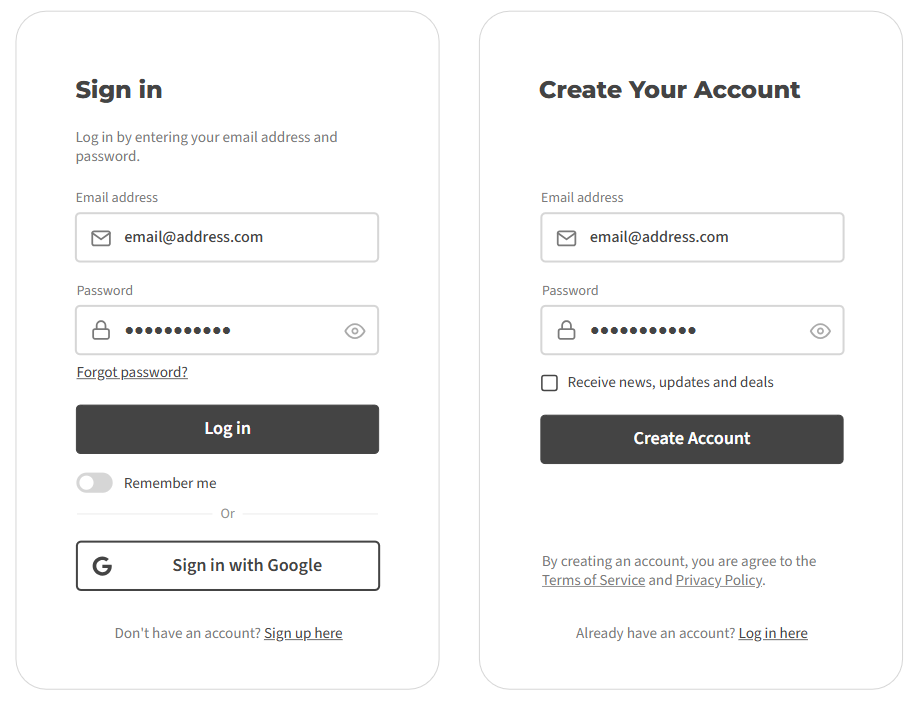 Sign in
Log in by entering your email address and
password.
Email address
email@address.com
Password
●●●●●●●●●●●
Forgot password?
Log in
Remember me
Or
G
Sign in with Google
Don't have an account? Sign up here
Create Your Account
Email address
email@address.com
Password
●●●●●●●●●●●
Receive news, updates and deals
Create Account
By creating an account, you are agree to the
Terms of Service and Privacy Policy.
Already have an account? Log in here